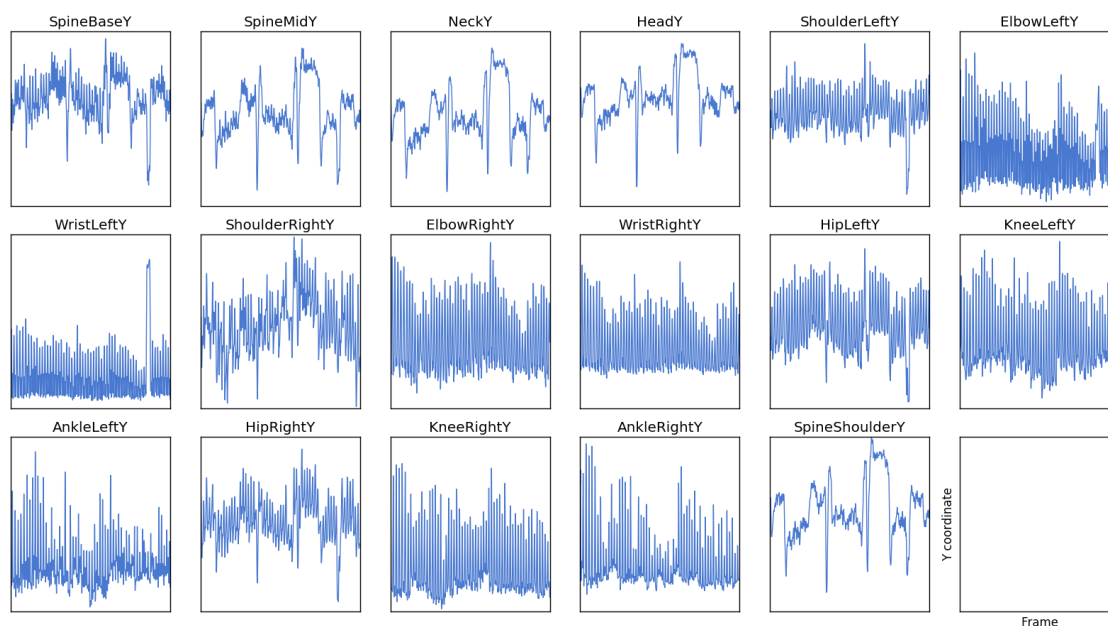 SpineBaseY
SpineMidY
NeckY
HeadY
ShoulderLeftY
ElbowLeftY
WristLeftY
ShoulderRightY
ElbowRightY
WristRightY
HipLeftY
KneeLeftY
AnkleLeftY
HipRightY
KneeRightY
AnkleRightY
SpineShoulderY
Y coordinate
Frame